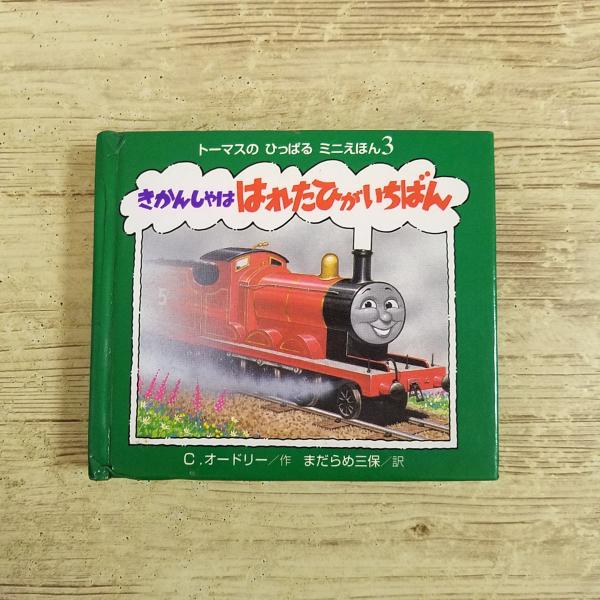 トーマスの ひっぱる ミニえほん3
きかんしゃは はれたひが いちばん
5
C.オードリー/作 まだらめ三保/訳